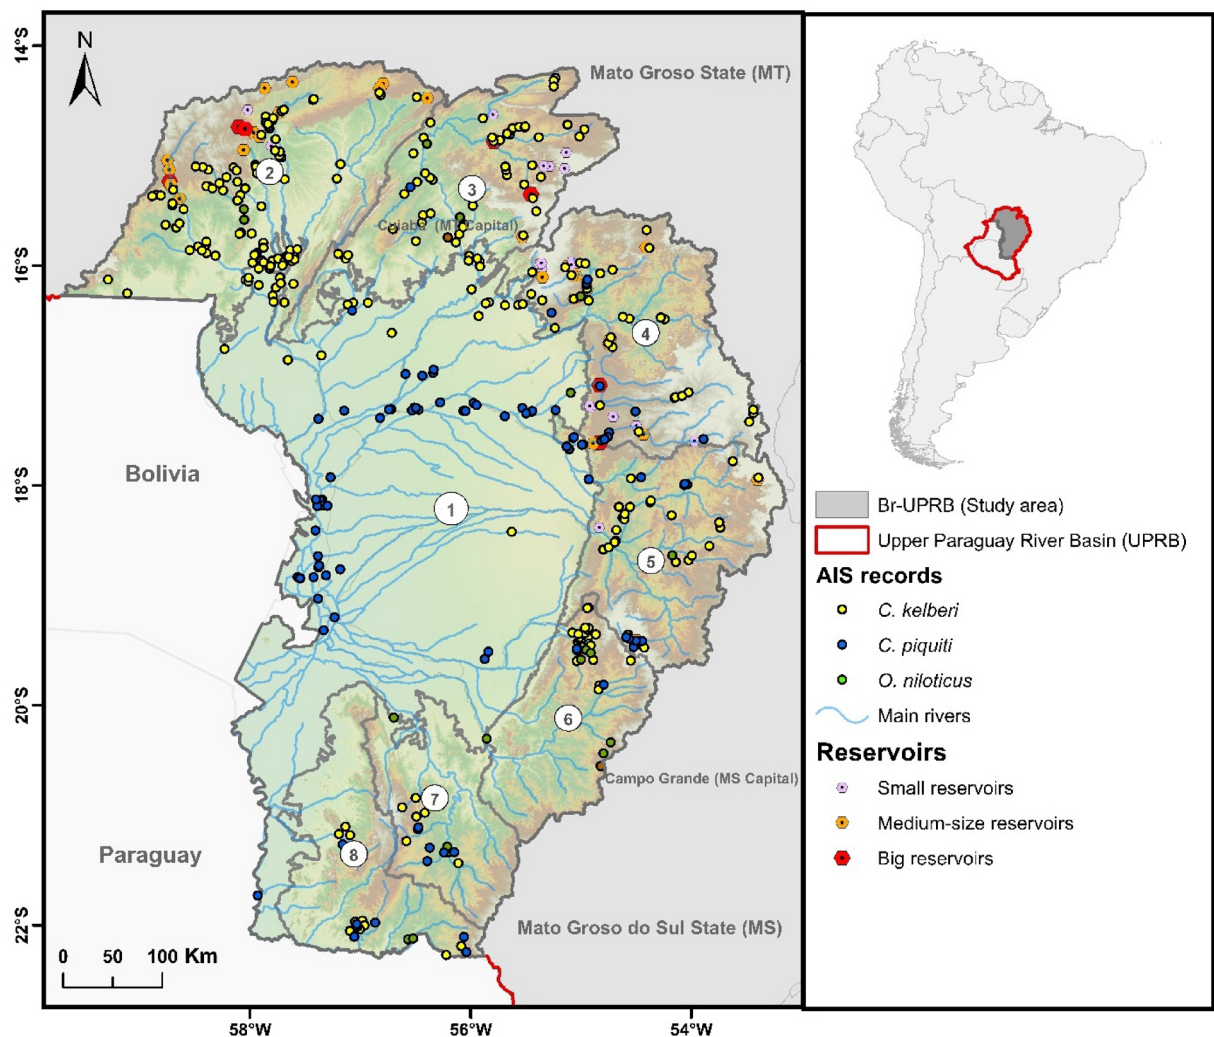 14°S
N
Mato Groso State (MT)
2
3
Cuiabá (MT Capital)
16°S
4
Bolivia
18°S
1
5
20°S
6
Campo Grande (MS Capital)
7
Paraguay
8
22°S
Mato Groso do Sul State (MS)
0 50 100 Km
58°W 56°W 54°W
Br-UPRB (Study area)
Upper Paraguay River Basin (UPRB)
AIS records
C. kelberi
C. piquiti
O. niloticus
Main rivers
Reservoirs
Small reservoirs
Medium-size reservoirs
Big reservoirs